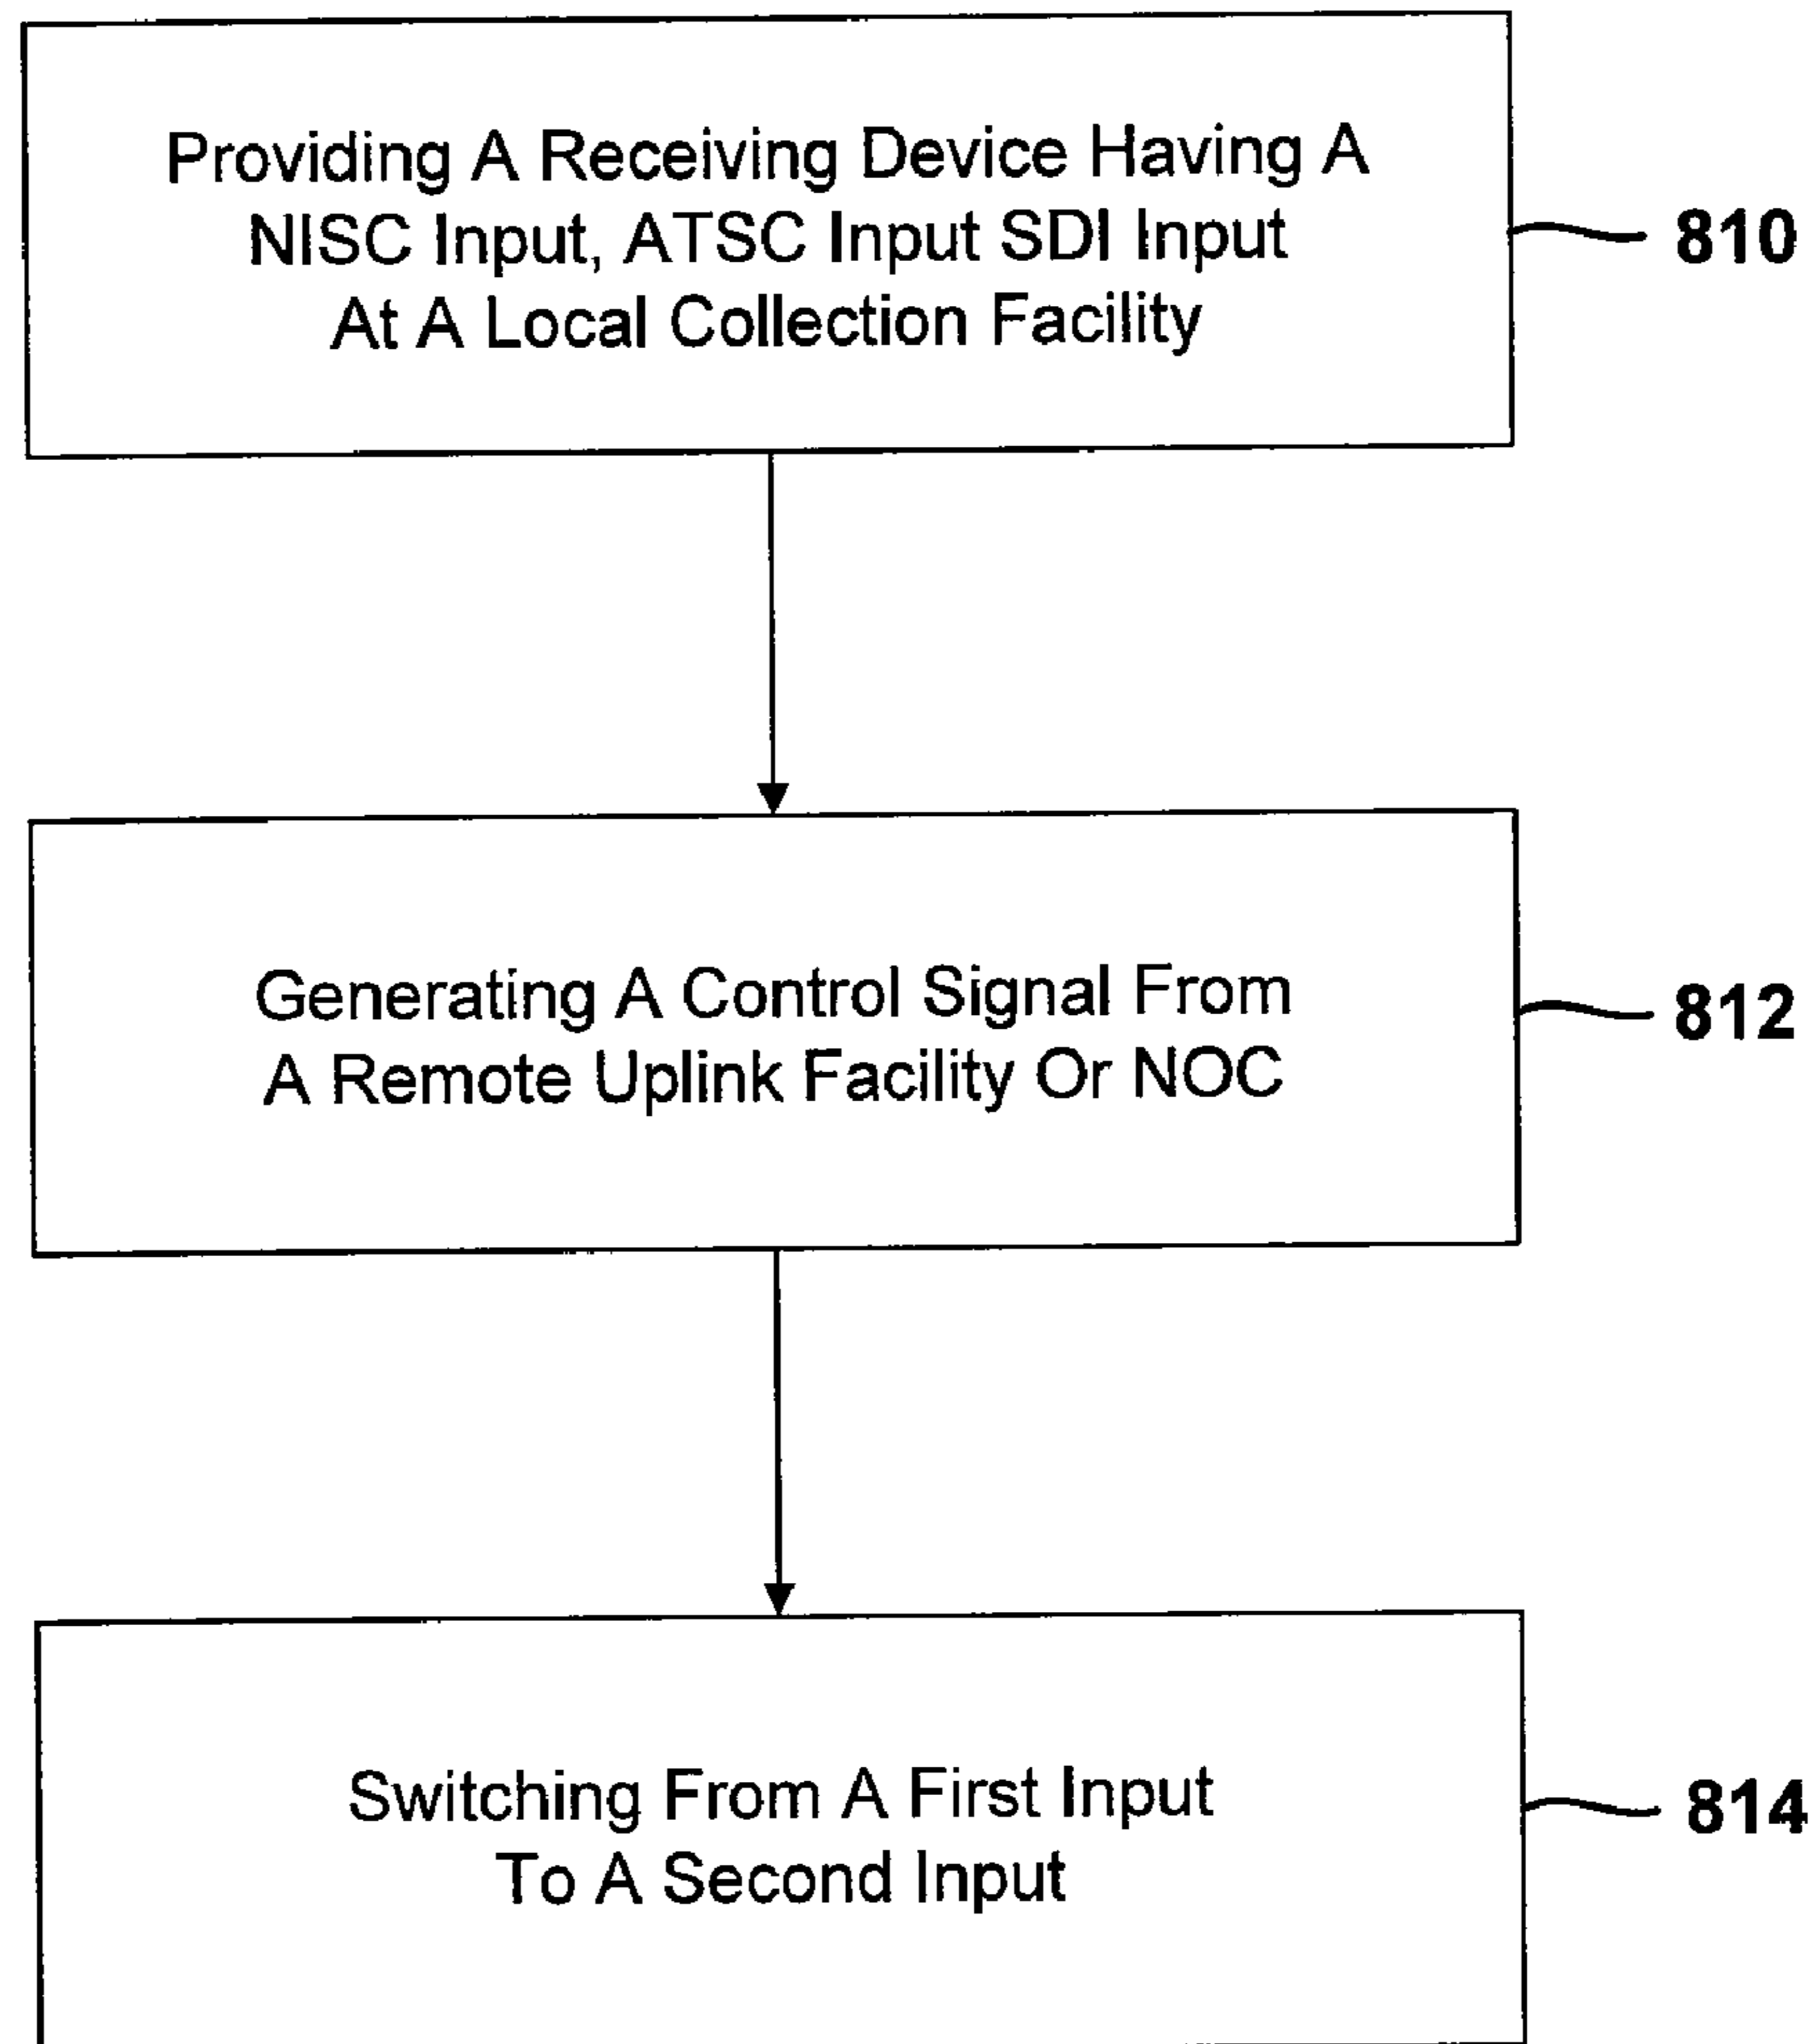 Providing A Receiving Device Having A
NISC Input, ATSC Input SDI Input
At A Local Collection Facility
810
Generating A Control Signal From
A Remote Uplink Facility Or NOC
812
Switching From A First Input
To A Second Input
814